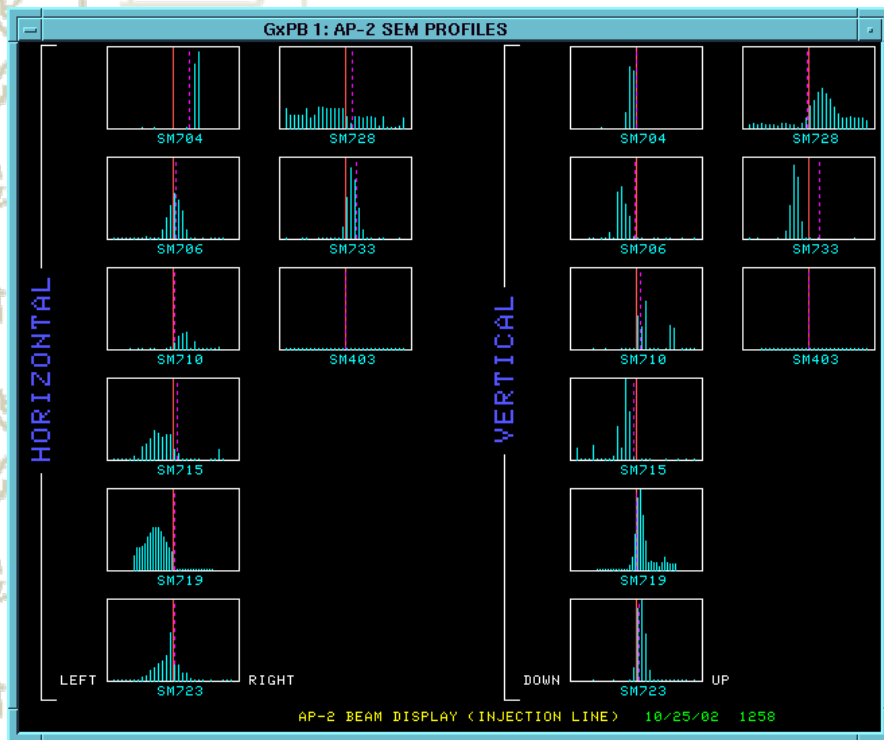 GxPB 1: AP-2 SEM PROFILES
HORIZONTAL
SM704
SM728
SM706
SM733
SM710
SM403
SM715
SM719
LEFT
RIGHT
SM723
VERTICAL
SM704
SM728
SM706
SM733
SM710
SM403
SM715
SM719
DOWN
UP
SM723
AP-2 BEAM DISPLAY (INJECTION LINE) 10/25/02 1258